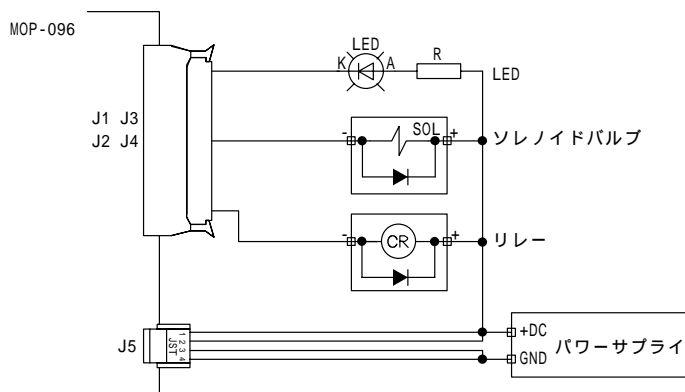 MOP-096
LED
K A R
LED
J1 J3
J2 J4
- SOL +
ソレノイドバルブ
- CR +
リレー
J5
JST
1
2
3
4
+DC
GND
パワーサプライ